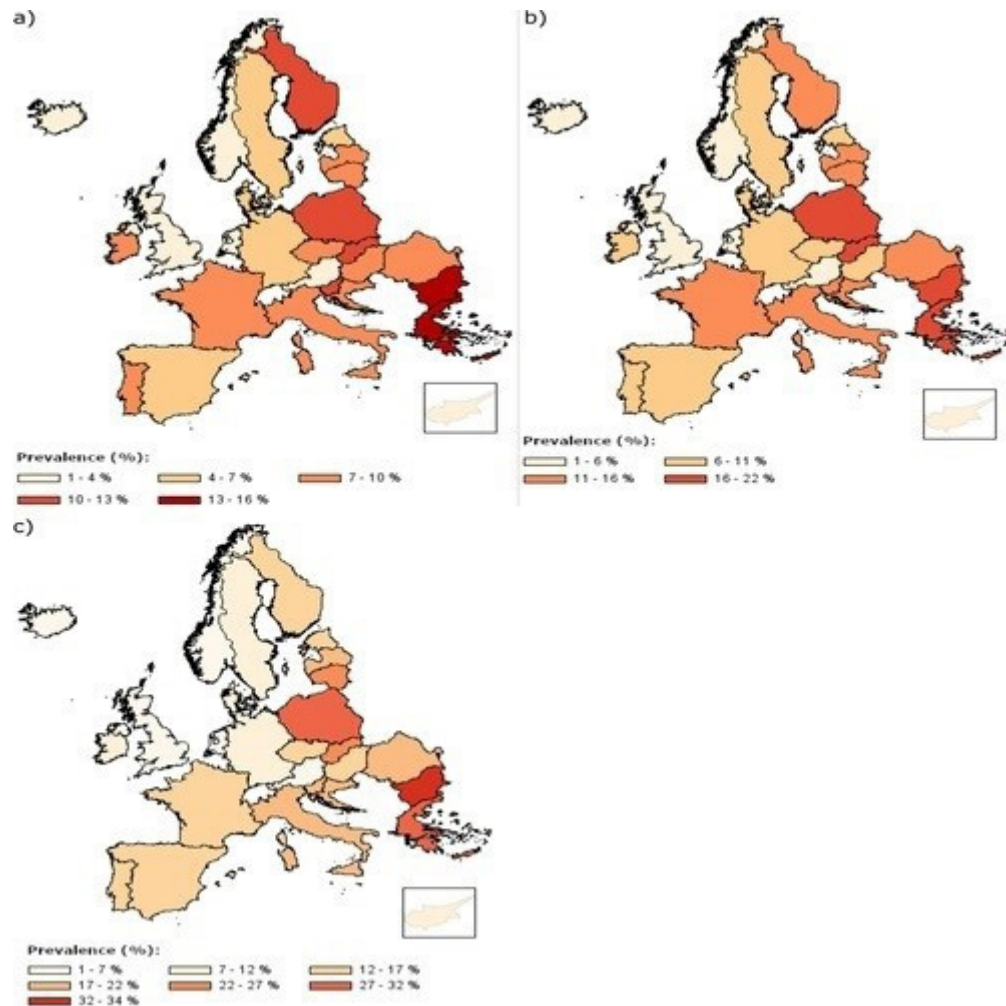 a)
b)
Prevalence (%):
1 - 4 % 4 - 7 % 7 - 10 %
10 - 13 % 13 - 16 %
Prevalence (%):
1 - 6 % 6 - 11 %
11 - 16 % 16 - 22 %
c)
Prevalence (%):
1 - 7 % 7 - 12 % 12 - 17 %
17 - 22 % 22 - 27 % 27 - 32 %
32 - 34 %